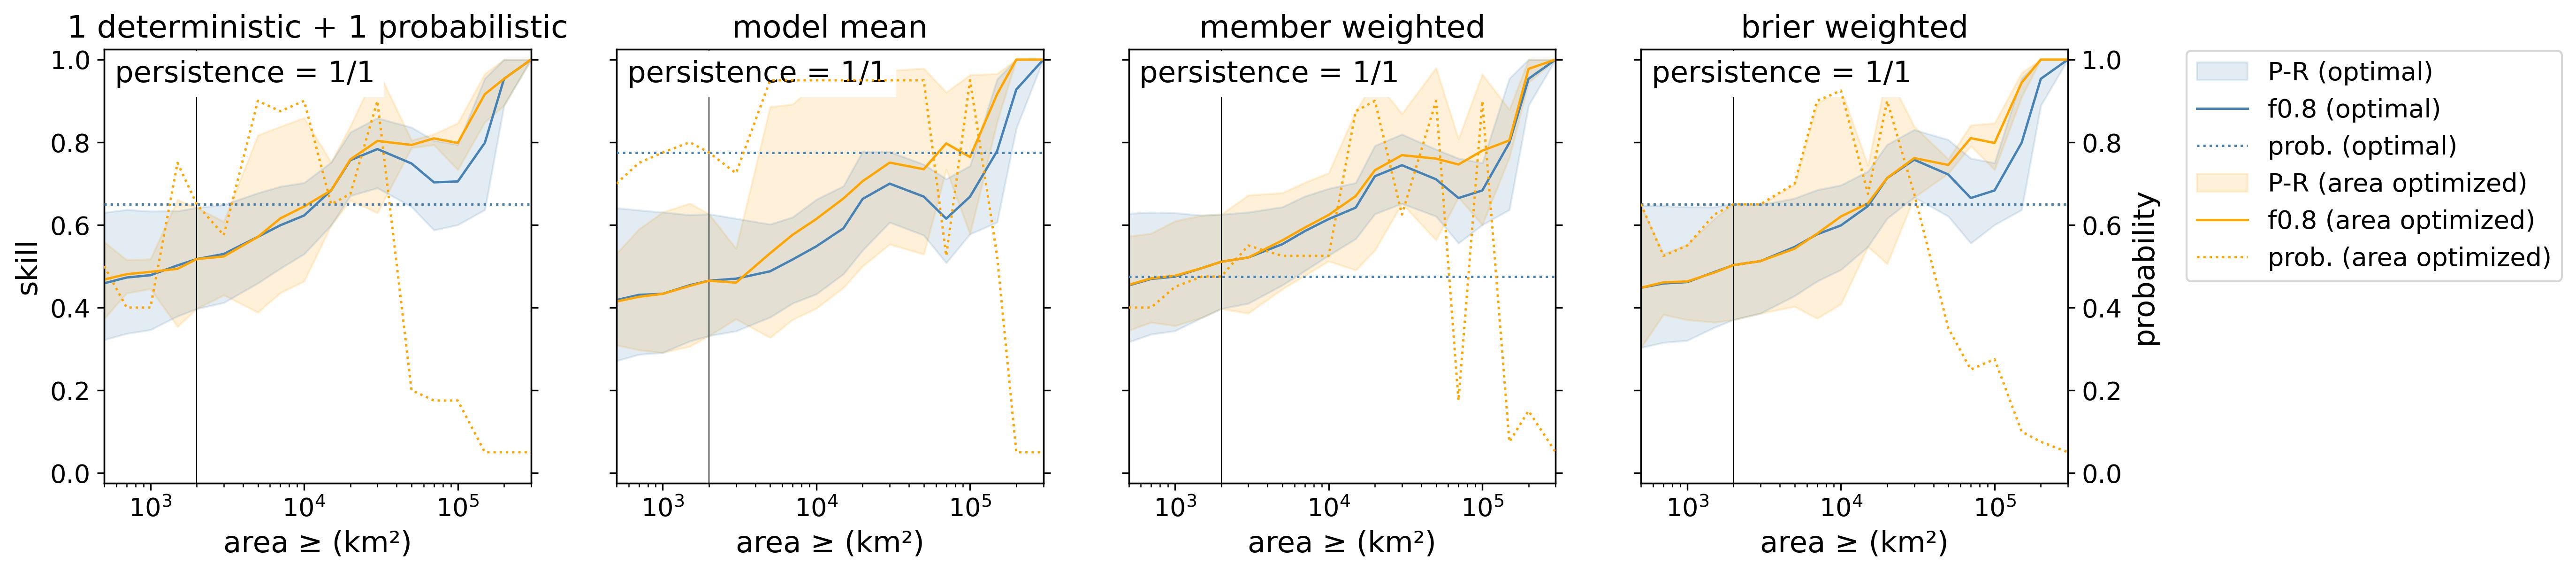 1 deterministic + 1 probabilistic
model mean
member weighted
brier weighted
persistence = 1/1
persistence = 1/1
persistence = 1/1
persistence = 1/1
1.0
0.8
0.6
0.4
0.2
0.0
skill
1.0
0.8
0.6
0.4
0.2
0.0
probability
10³ 10⁴ 10⁵
10³ 10⁴ 10⁵
10³ 10⁴ 10⁵
10³ 10⁴ 10⁵
area ≥ (km²)
area ≥ (km²)
area ≥ (km²)
area ≥ (km²)
P-R (optimal)
f0.8 (optimal)
prob. (optimal)
P-R (area optimized)
f0.8 (area optimized)
prob. (area optimized)